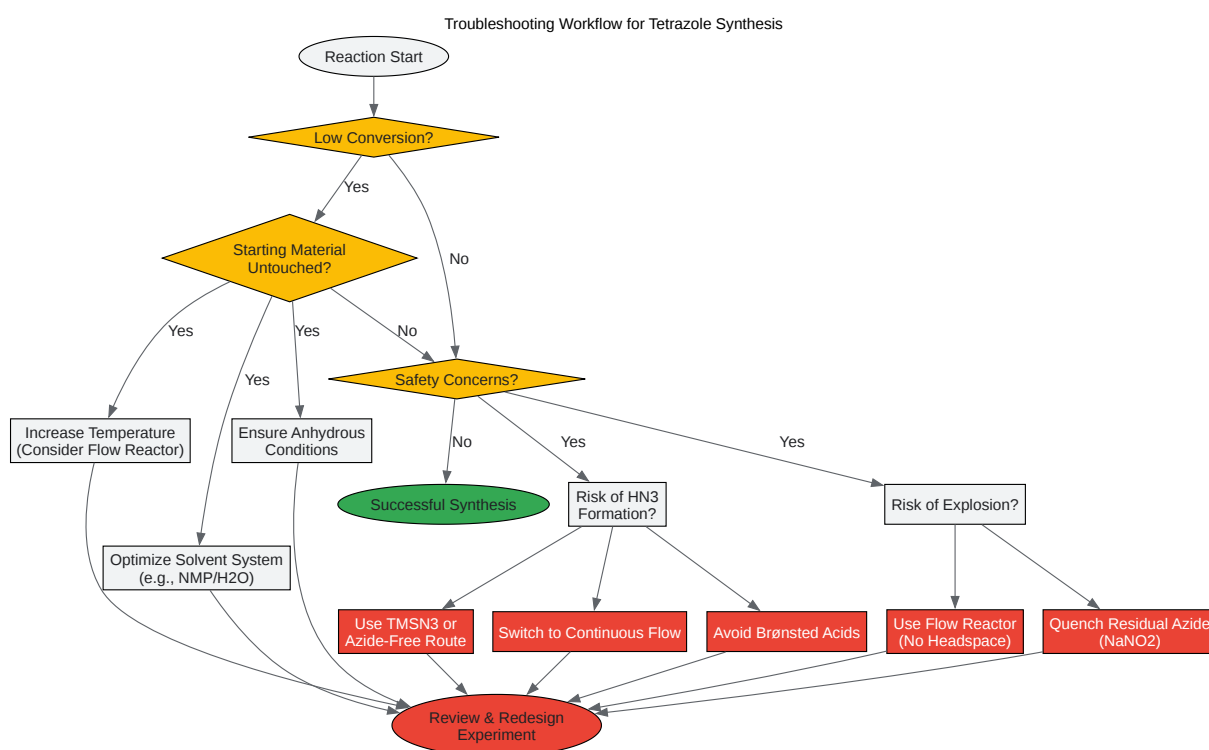 Troubleshooting Workflow for Tetrazole Synthesis
Reaction Start
Low Conversion?
Yes
No
Starting Material
Untouched?
Yes
Yes
Yes
No
Safety Concerns?
Increase Temperature
(Consider Flow Reactor)
Ensure Anhydrous
Conditions
No
Yes
Yes
Successful Synthesis
Risk of HN3
Formation?
Risk of Explosion?
Optimize Solvent System
(e.g., NMP/H2O)
Use TMSN3 or
Azide-Free Route
Switch to Continuous Flow
Avoid Brønsted Acids
Use Flow Reactor
(No Headspace)
Quench Residual Azide
(NaNO2)
Review & Redesign
Experiment